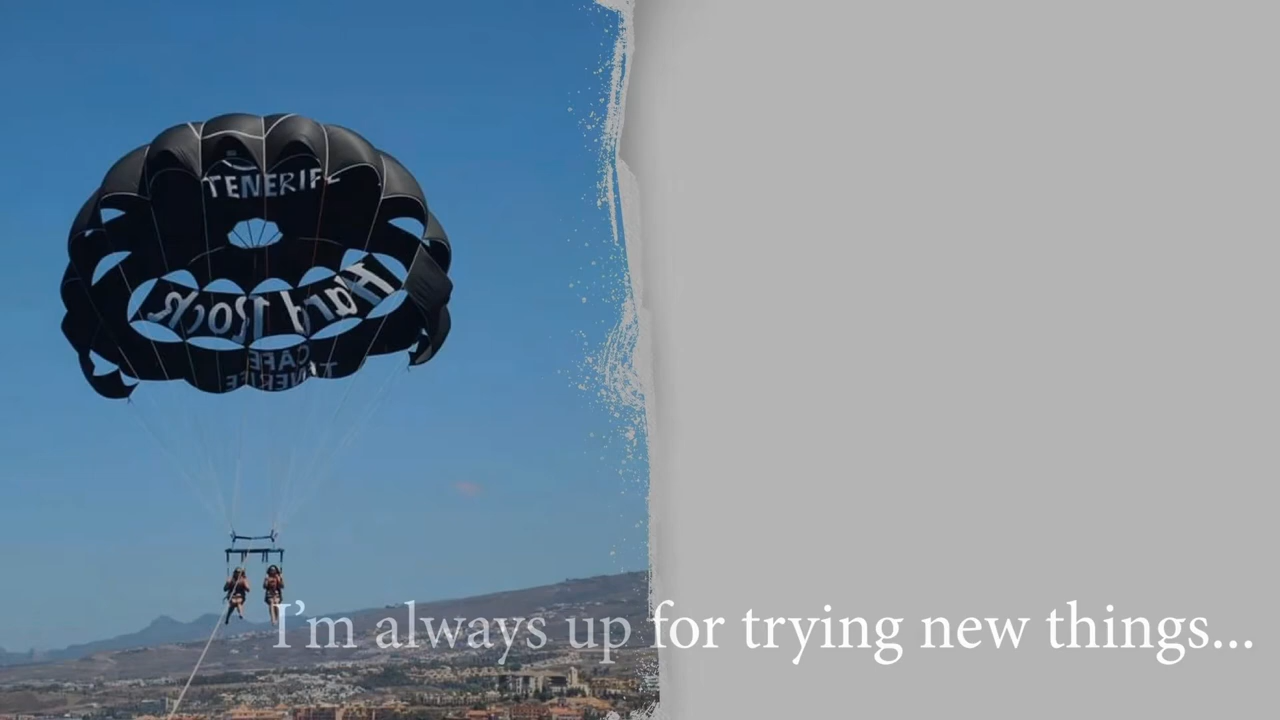 TENERIFE
Hard Rock
CAFE
TENERIFE
I'm always up for trying new things...